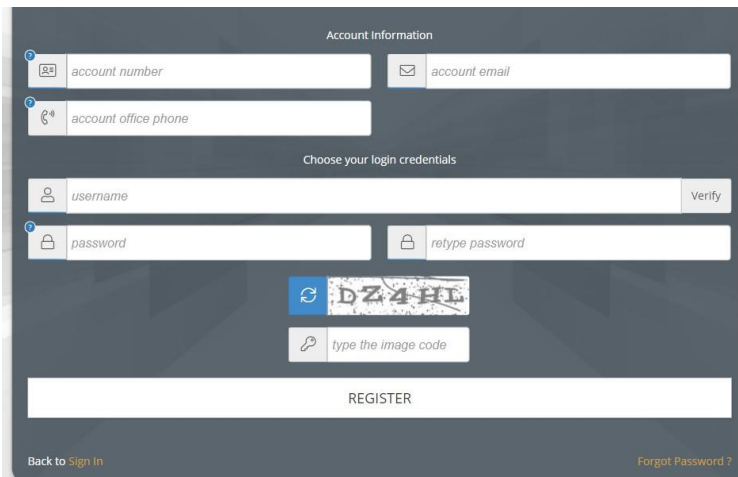 Account Information
? account number account email
? account office phone
Choose your login credentials
username Verify
? password retype password
DZ4HL
type the image code
REGISTER
Back to Sign In Forgot Password ?